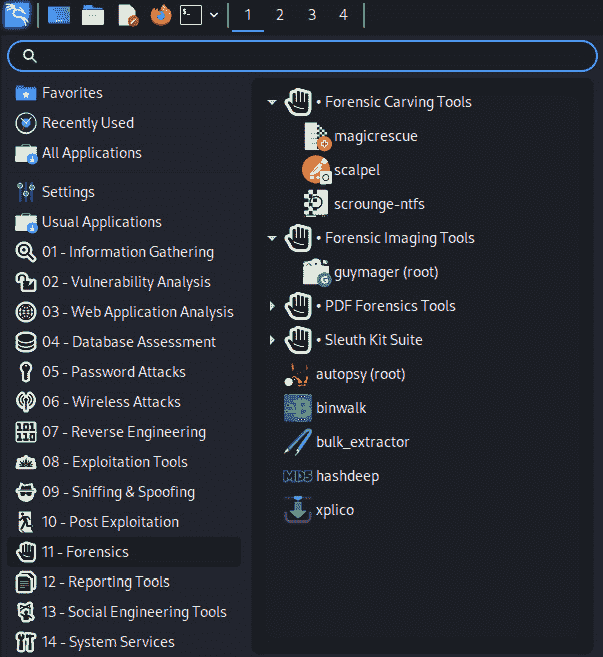 1 2 3 4
Favorites
Recently Used
All Applications
Settings
Usual Applications
01 - Information Gathering
02 - Vulnerability Analysis
03 - Web Application Analysis
04 - Database Assessment
05 - Password Attacks
06 - Wireless Attacks
07 - Reverse Engineering
08 - Exploitation Tools
09 - Sniffing & Spoofing
10 - Post Exploitation
11 - Forensics
12 - Reporting Tools
13 - Social Engineering Tools
14 - System Services
• Forensic Carving Tools
magicrescue
scalpel
scrounge-ntfs
• Forensic Imaging Tools
guymager (root)
• PDF Forensics Tools
• Sleuth Kit Suite
autopsy (root)
binwalk
bulk_extractor
MD5 hashdeep
xplico